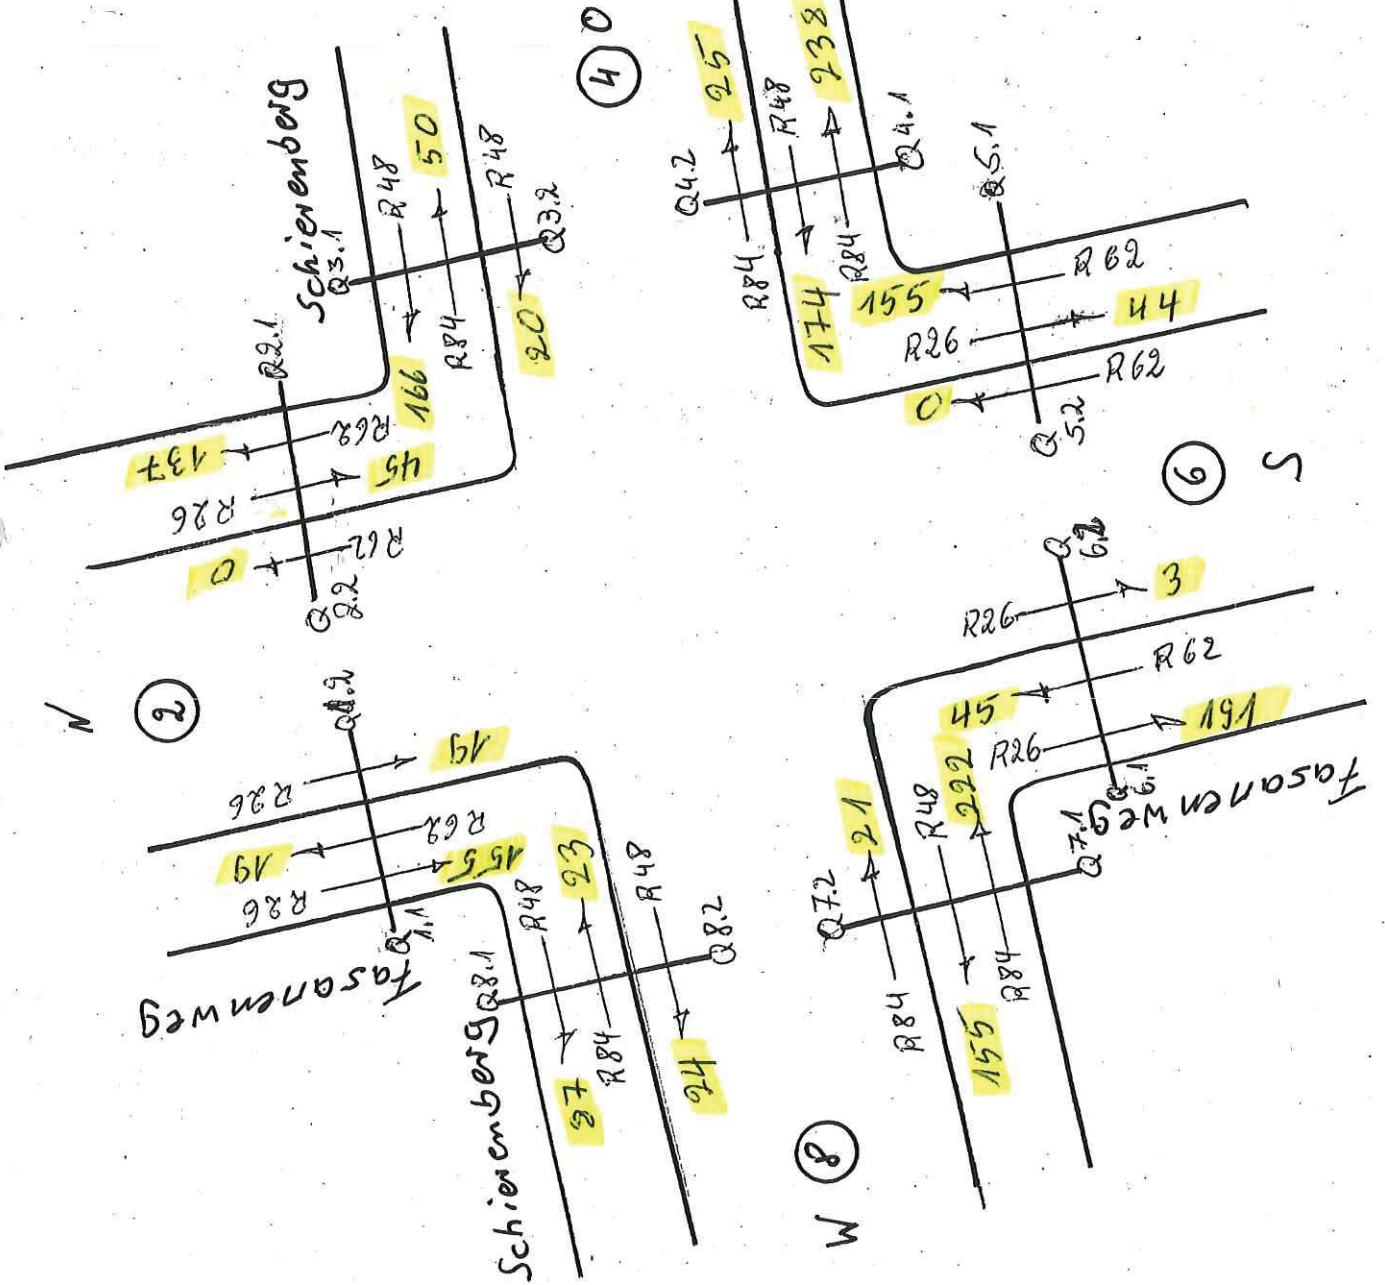 N
2
Fasanenweg
Q1.1
Q1.2
R26
R62
R26
19
155
19
Schierenberg
Q8.1
Q8.2
R48
R84
R48
87
23
24
Q2.1
Q2.2
R62
R26
R62
137
45
0
Schierenberg
Q3.1
Q3.2
R48
R84
R48
166
50
20
4
O
Q4.2
Q4.1
R84
R48
R84
25
174
238
Q5.1
Q5.2
R62
R26
R62
155
44
0
6
S
Q6.2
Q6.1
R26
R62
R26
3
45
191
Fasanenweg
Q7.2
Q7.1
R84
R48
R84
21
155
222
W
8